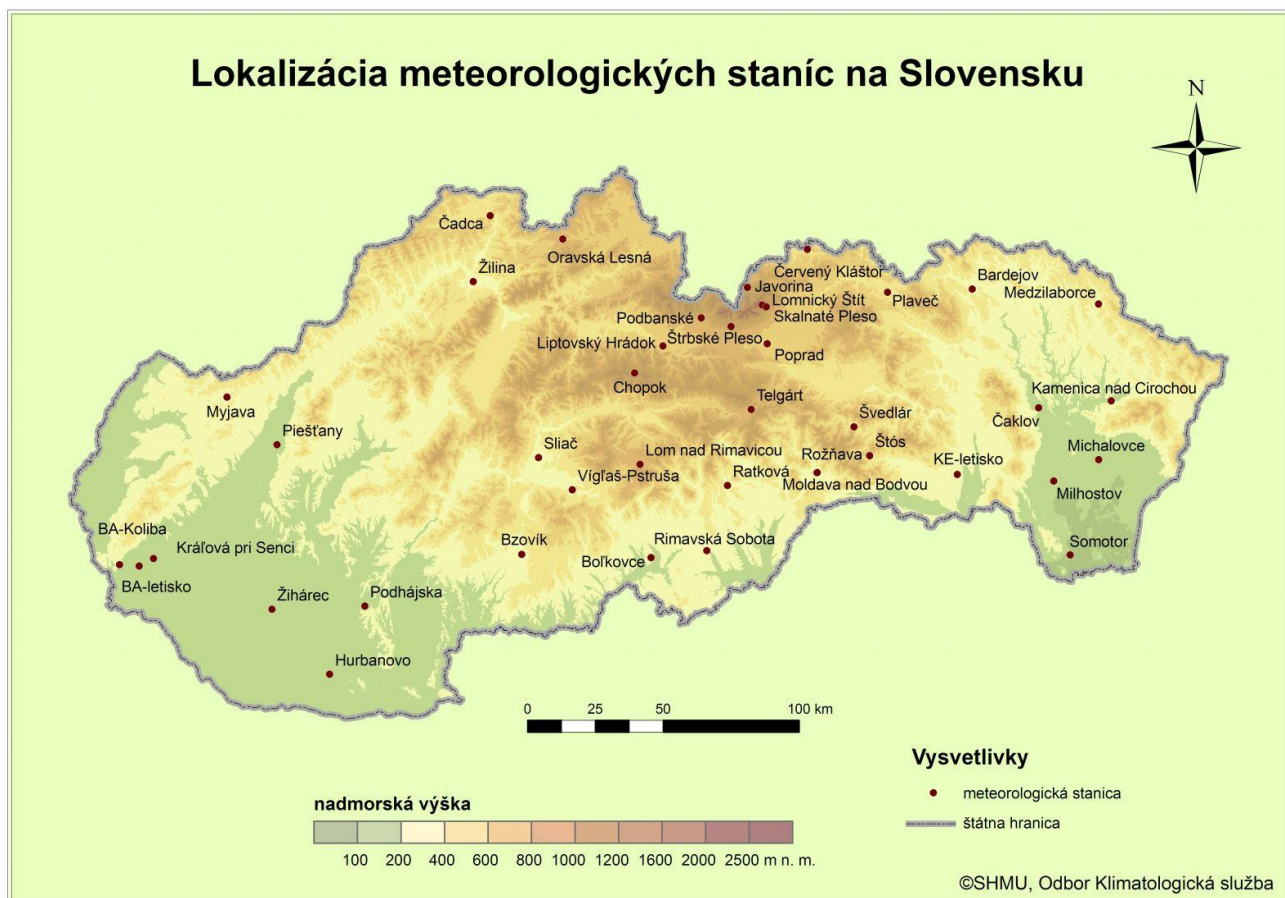 Lokalizácia meteorologických staníc na Slovensku
N
Čadca
Oravská Lesná
Žilina
Červený Kláštor
Javorina
Lomnický Štít
Skalnaté Pleso
Plaveč
Bardejov
Medzilaborce
Podbanské
Štrbské Pleso
Liptovský Hrádok
Poprad
Chopok
Telgárt
Kamenica nad Cirochou
Čaklov
Myjava
Piešťany
Švedlár
Štós
Sliač
Lom nad Rimavicou
Rožňava
KE-letisko
Michalovce
Vígľaš-Pstruša
Ratková
Moldava nad Bodvou
Milhostov
BA-Koliba
Kráľová pri Senci
Bzovík
Boľkovce
Rimavská Sobota
Somotor
BA-letisko
Žihárec
Podhájska
Hurbanovo
0 25 50 100 km
Vysvetlivky
meteorologická stanica
štátna hranica
nadmorská výška
100 200 400 600 800 1000 1200 1600 2000 2500 m n. m.
©SHMU, Odbor Klimatologická služba